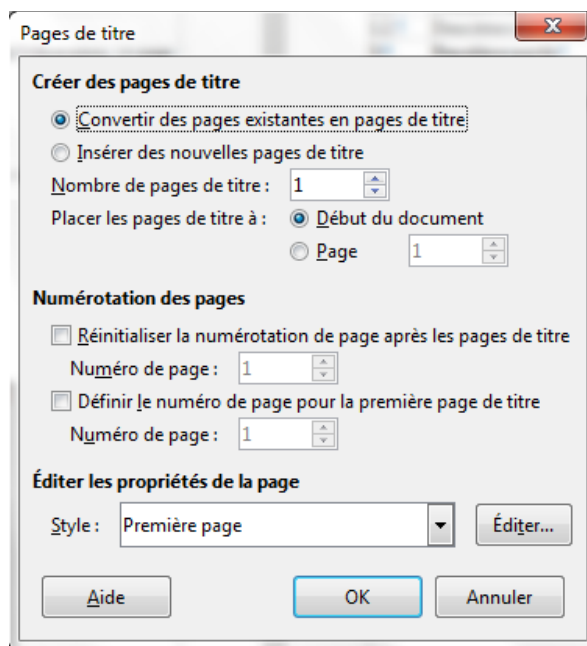 Pages de titre
Créer des pages de titre
Convertir des pages existantes en pages de titre
Insérer des nouvelles pages de titre
Nombre de pages de titre : 1
Placer les pages de titre à : Début du document
Page 1
Numérotation des pages
Réinitialiser la numérotation de page après les pages de titre
Numéro de page : 1
Définir le numéro de page pour la première page de titre
Numéro de page : 1
Éditer les propriétés de la page
Style : Première page Éditer...
Aide OK Annuler